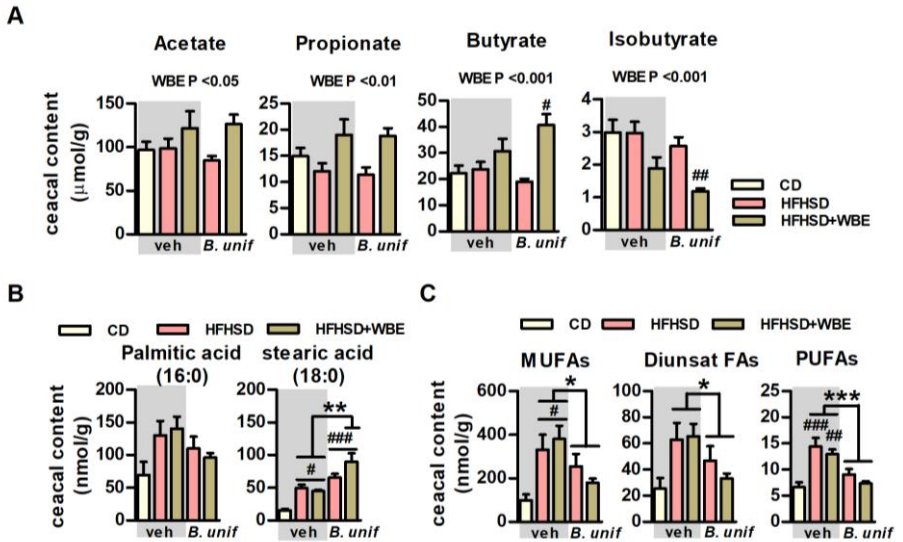 A
Acetate Propionate Butyrate Isobutyrate
WBE P <0.05 WBE P <0.01 WBE P <0.001 WBE P <0.001
ceacal content
(μmol/g)
150
100
50
0
25
20
15
10
5
0
50
40
30
20
10
0
#
4
3
2
1
0
##
veh B. unif veh B. unif veh B. unif veh B. unif
CD
HFHSD
HFHSD+WBE
B
CD HFHSD HFHSD+WBE
Palmitic acid
(16:0)
stearic acid
(18:0)
ceacal content
(nmol/g)
200
150
100
50
0
200
150
100
50
0
**
###
#
veh B. unif veh B. unif
C
CD HFHSD HFHSD+WBE
MUFAs Diunsat FAs PUFAs
ceacal content
(nmol/g)
600
400
200
0
*
#
100
80
60
40
20
0
*
25
20
15
10
5
0
***
###
##
veh B. unif veh B. unif veh B. unif